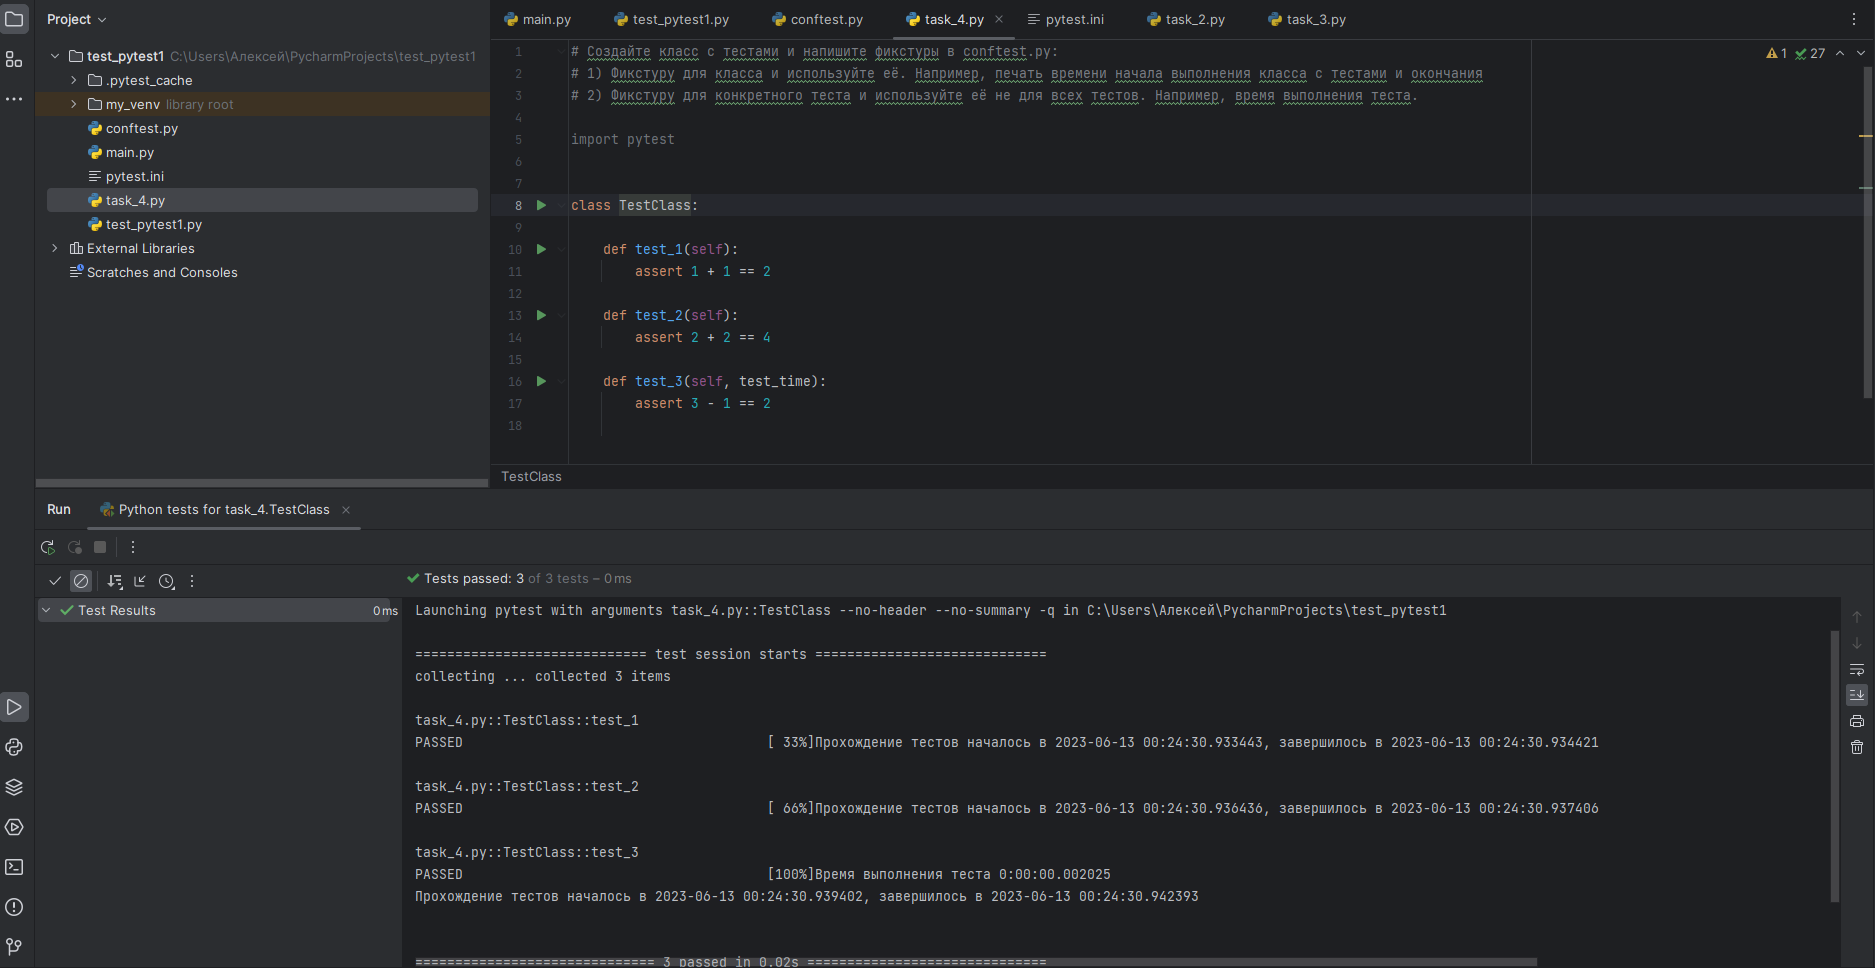 Project
main.py test_pytest1.py conftest.py task_4.py pytest.ini task_2.py task_3.py
test_pytest1 C:\Users\Алексей\PycharmProjects\test_pytest1
.pytest_cache
my_venv library root
conftest.py
main.py
pytest.ini
task_4.py
test_pytest1.py
External Libraries
Scratches and Consoles
1 27
1 # Создайте класс с тестами и напишите фикстуры в conftest.py:
2 # 1) Фикстуру для класса и используйте её. Например, печать времени начала выполнения класса с тестами и окончания
3 # 2) Фикстуру для конкретного теста и используйте её не для всех тестов. Например, время выполнения теста.
4
5 import pytest
6
7
8 class TestClass:
9
10 def test_1(self):
11 assert 1 + 1 == 2
12
13 def test_2(self):
14 assert 2 + 2 == 4
15
16 def test_3(self, test_time):
17 assert 3 - 1 == 2
18
TestClass
Run Python tests for task_4.TestClass
Tests passed: 3 of 3 tests – 0 ms
Test Results 0 ms
Launching pytest with arguments task_4.py::TestClass --no-header --no-summary -q in C:\Users\Алексей\PycharmProjects\test_pytest1
============================= test session starts =============================
collecting ... collected 3 items
task_4.py::TestClass::test_1
PASSED [ 33%]Прохождение тестов началось в 2023-06-13 00:24:30.933443, завершилось в 2023-06-13 00:24:30.934421
task_4.py::TestClass::test_2
PASSED [ 66%]Прохождение тестов началось в 2023-06-13 00:24:30.936436, завершилось в 2023-06-13 00:24:30.937406
task_4.py::TestClass::test_3
PASSED [100%]Время выполнения теста 0:00:00.002025
Прохождение тестов началось в 2023-06-13 00:24:30.939402, завершилось в 2023-06-13 00:24:30.942393
============================== 3 passed in 0.02s ==============================